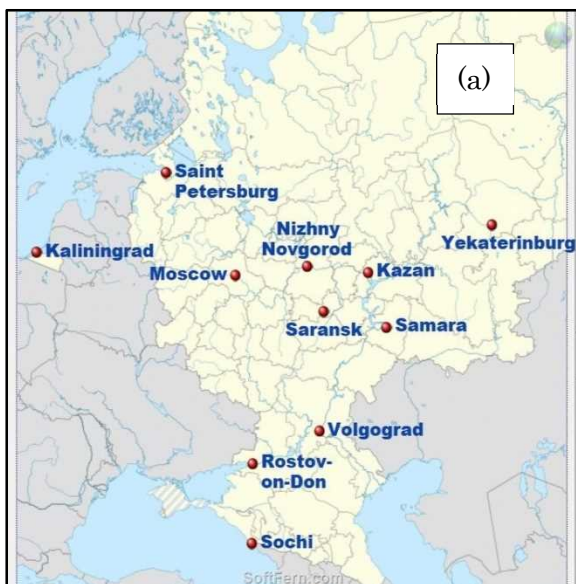 (a)
Saint
Petersburg
Nizhny
Novgorod
Yekaterinburg
Kaliningrad
Moscow
Kazan
Saransk
Samara
Volgograd
Rostov-
on-Don
Sochi
SoftFern.com